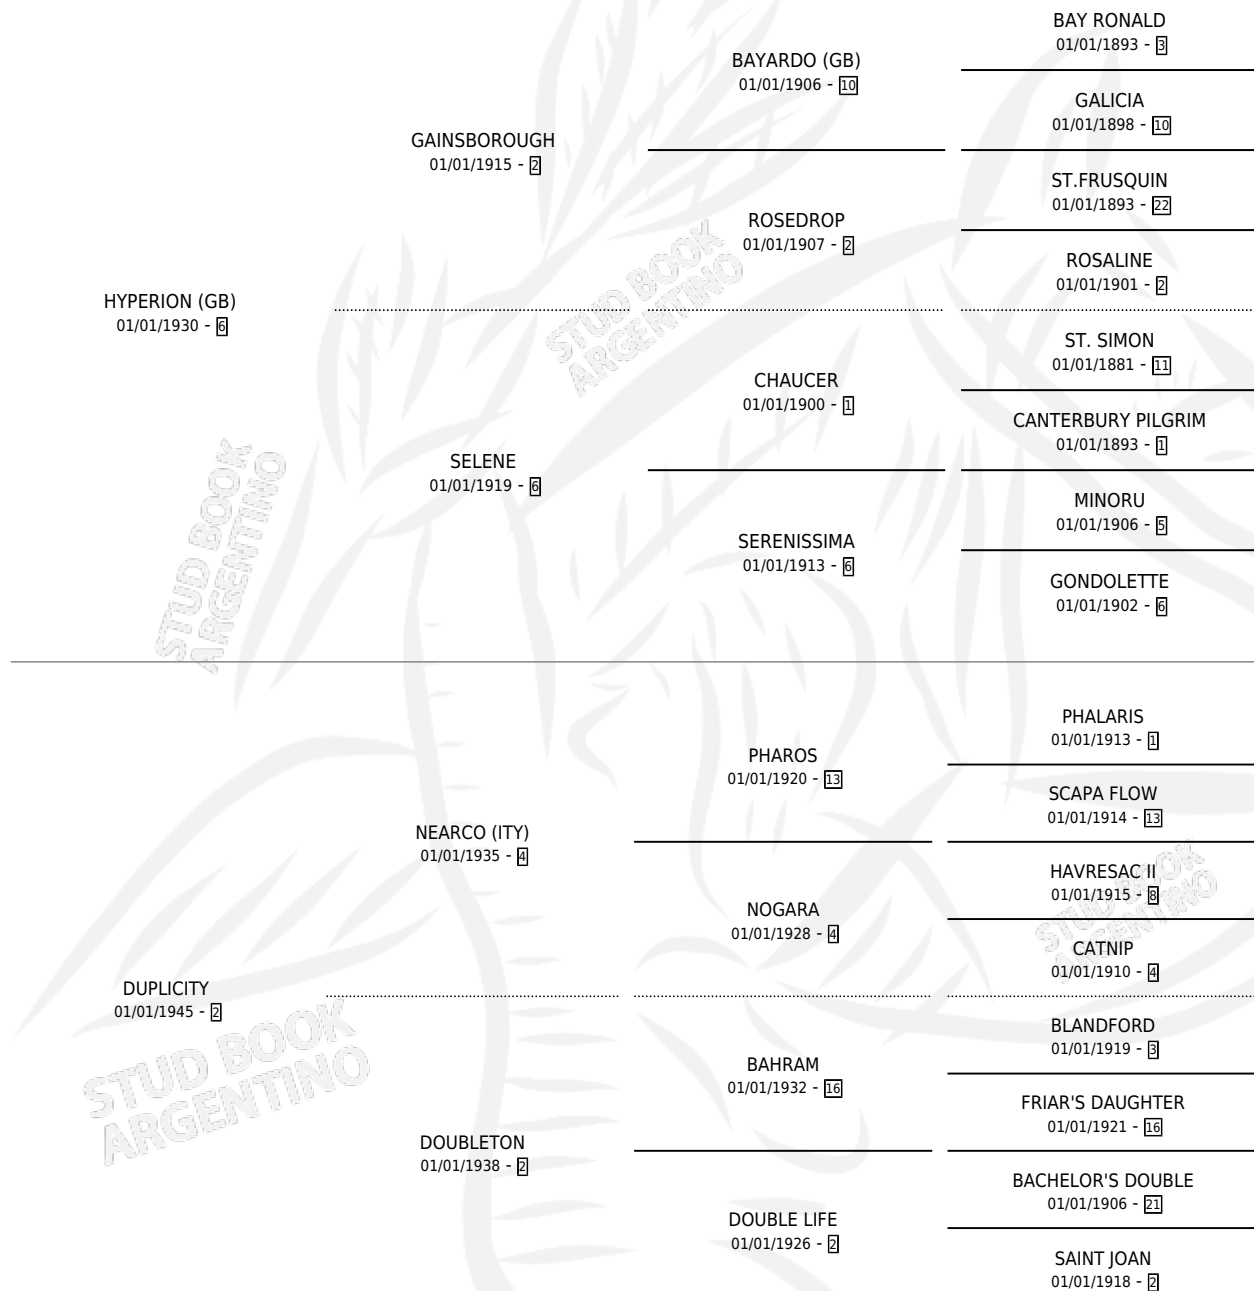 BAY RONALD
01/01/1893 - 3
BAYARDO (GB)
01/01/1906 - 10
GALICIA
01/01/1898 - 10
GAINSBOROUGH
01/01/1915 - 2
ST.FRUSQUIN
01/01/1893 - 22
ROSEDROP
01/01/1907 - 2
ROSALINE
01/01/1901 - 2
HYPERION (GB)
01/01/1930 - 6
STUD BOOK
ARGENTINO
ST. SIMON
01/01/1881 - 11
CHAUCER
01/01/1900 - 1
CANTERBURY PILGRIM
01/01/1893 - 1
SELENE
01/01/1919 - 6
MINORU
01/01/1906 - 5
SERENISSIMA
01/01/1913 - 6
GONDOLETTE
01/01/1902 - 6
STUD BOOK
ARGENTINO
PHALARIS
01/01/1913 - 1
PHAROS
01/01/1920 - 13
SCAPA FLOW
01/01/1914 - 13
NEARCO (ITY)
01/01/1935 - 4
HAVRESAC II
01/01/1915 - 8
NOGARA
01/01/1928 - 4
STUD BOOK
ARGENTINO
CATNIP
01/01/1910 - 4
DUPLICITY
01/01/1945 - 2
STUD BOOK
ARGENTINO
BLANDFORD
01/01/1919 - 3
BAHRAM
01/01/1932 - 16
FRIAR'S DAUGHTER
01/01/1921 - 16
DOUBLETON
01/01/1938 - 2
BACHELOR'S DOUBLE
01/01/1906 - 21
DOUBLE LIFE
01/01/1926 - 2
SAINT JOAN
01/01/1918 - 2